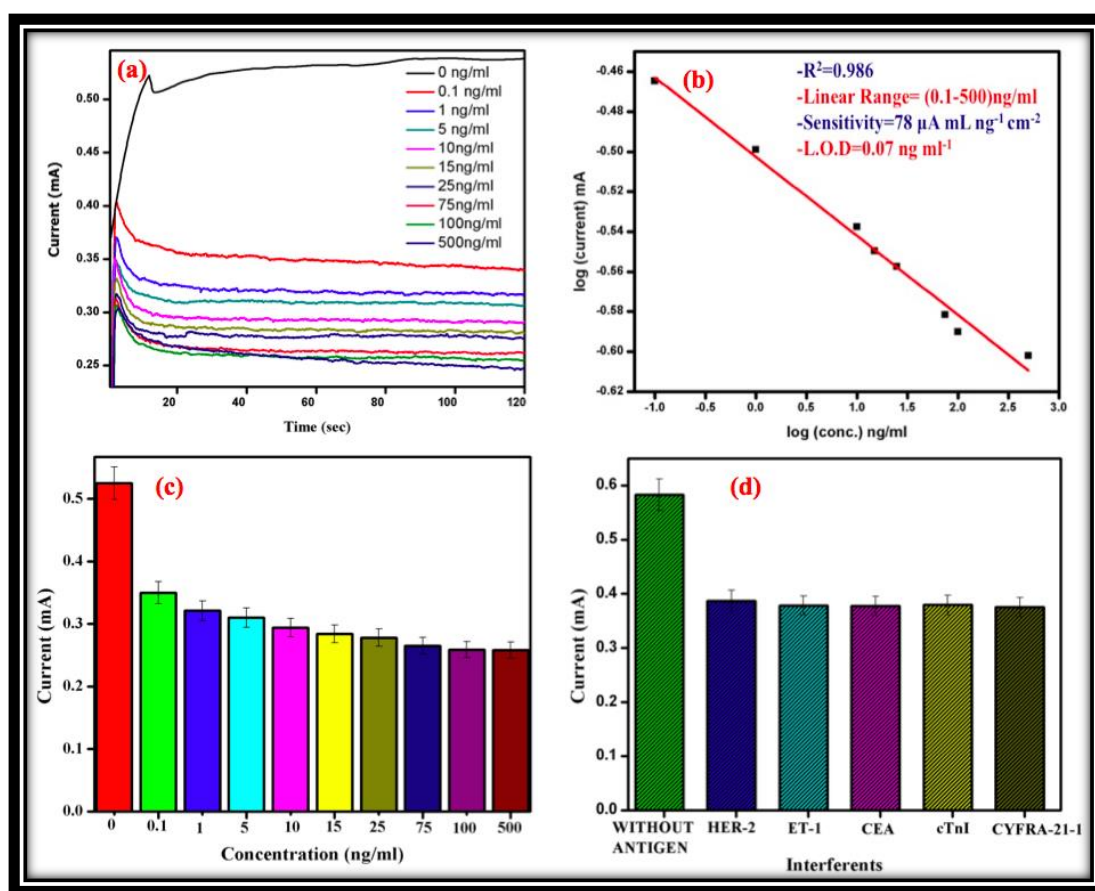 (a)
0 ng/ml
0.1 ng/ml
1 ng/ml
5 ng/ml
10ng/ml
15ng/ml
25ng/ml
75ng/ml
100ng/ml
500ng/ml
0.50
0.45
0.40
0.35
0.30
0.25
Current (mA)
20 40 60 80 100 120
Time (sec)
(b)
-R²=0.986
-Linear Range= (0.1-500)ng/ml
-Sensitivity=78 µA mL ng⁻¹ cm⁻²
-L.O.D=0.07 ng ml⁻¹
-0.46
-0.48
-0.50
-0.52
-0.54
-0.56
-0.58
-0.60
-0.62
log (current) mA
-1.0 -0.5 0.0 0.5 1.0 1.5 2.0 2.5 3.0
log (conc.) ng/ml
(c)
0.5
0.4
0.3
0.2
0.1
0.0
Current (mA)
0 0.1 1 5 10 15 25 75 100 500
Concentration (ng/ml)
(d)
0.6
0.5
0.4
0.3
0.2
0.1
0.0
Current (mA)
WITHOUT HER-2 ET-1 CEA cTnI CYFRA-21-1
ANTIGEN
Interferents